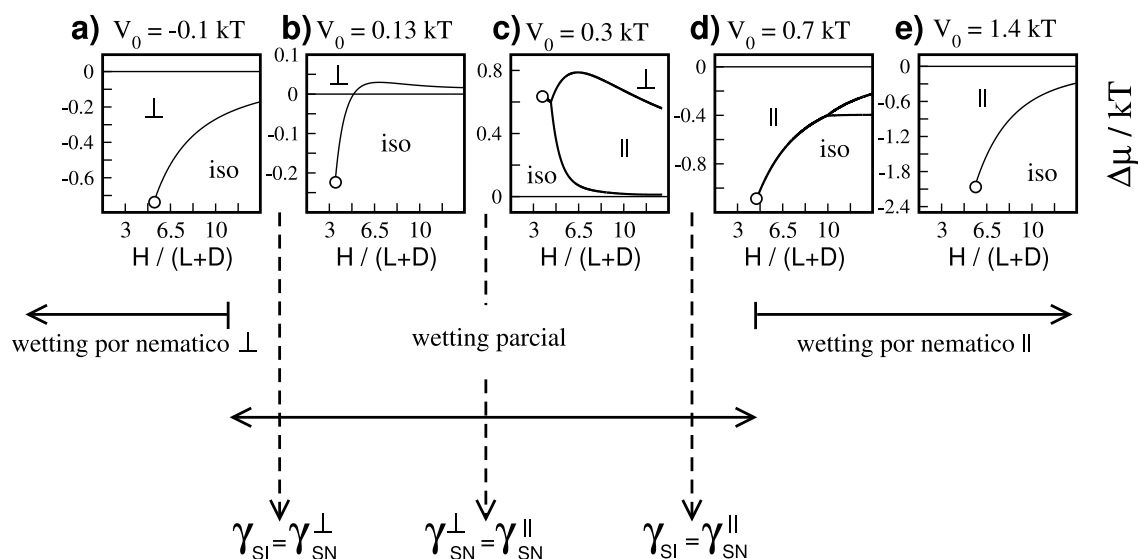 a) V₀ = -0.1 kT
b) V₀ = 0.13 kT
c) V₀ = 0.3 kT
d) V₀ = 0.7 kT
e) V₀ = 1.4 kT
0
-0.2
-0.4
-0.6
⊥
iso
3 6.5 10
H / (L+D)
0.1
0
-0.1
-0.2
⊥
iso
3 6.5 10
H / (L+D)
0.8
0.4
0
⊥
||
iso
3 6.5 10
H / (L+D)
0
-0.4
-0.8
||
iso
3 6.5 10
H / (L+D)
0
-0.6
-1.2
-1.8
-2.4
||
iso
3 6.5 10
H / (L+D)
Δμ / kT
wetting por nematico ⊥
wetting parcial
wetting por nematico ||
γSI = γSN⊥
γSN⊥ = γSN||
γSI = γSN||